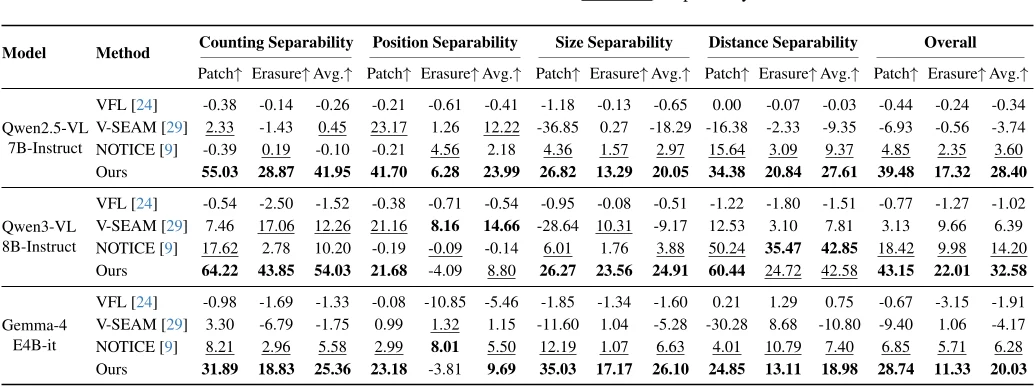 Model Method Counting Separability Position Separability Size Separability Distance Separability Overall
Patch↑ Erasure↑ Avg.↑ Patch↑ Erasure↑ Avg.↑ Patch↑ Erasure↑ Avg.↑ Patch↑ Erasure↑ Avg.↑ Patch↑ Erasure↑ Avg.↑
VFL [24] -0.38 -0.14 -0.26 -0.21 -0.61 -0.41 -1.18 -0.13 -0.65 0.00 -0.07 -0.03 -0.44 -0.24 -0.34
Qwen2.5-VL V-SEAM [29] 2.33 -1.43 0.45 23.17 1.26 12.22 -36.85 0.27 -18.29 -16.38 -2.33 -9.35 -6.93 -0.56 -3.74
7B-Instruct NOTICE [9] -0.39 0.19 -0.10 -0.21 4.56 2.18 4.36 1.57 2.97 15.64 3.09 9.37 4.85 2.35 3.60
Ours 55.03 28.87 41.95 41.70 6.28 23.99 26.82 13.29 20.05 34.38 20.84 27.61 39.48 17.32 28.40
VFL [24] -0.54 -2.50 -1.52 -0.38 -0.71 -0.54 -0.95 -0.08 -0.51 -1.22 -1.80 -1.51 -0.77 -1.27 -1.02
Qwen3-VL V-SEAM [29] 7.46 17.06 12.26 21.16 8.16 14.66 -28.64 10.31 -9.17 12.53 3.10 7.81 3.13 9.66 6.39
8B-Instruct NOTICE [9] 17.62 2.78 10.20 -0.19 -0.09 -0.14 6.01 1.76 3.88 50.24 35.47 42.85 18.42 9.98 14.20
Ours 64.22 43.85 54.03 21.68 -4.09 8.80 26.27 23.56 24.91 60.44 24.72 42.58 43.15 22.01 32.58
VFL [24] -0.98 -1.69 -1.33 -0.08 -10.85 -5.46 -1.85 -1.34 -1.60 0.21 1.29 0.75 -0.67 -3.15 -1.91
Gemma-4 V-SEAM [29] 3.30 -6.79 -1.75 0.99 1.32 1.15 -11.60 1.04 -5.28 -30.28 8.68 -10.80 -9.40 1.06 -4.17
E4B-it NOTICE [9] 8.21 2.96 5.58 2.99 8.01 5.50 12.19 1.07 6.63 4.01 10.79 7.40 6.85 5.71 6.28
Ours 31.89 18.83 25.36 23.18 -3.81 9.69 35.03 17.17 26.10 24.85 13.11 18.98 28.74 11.33 20.03